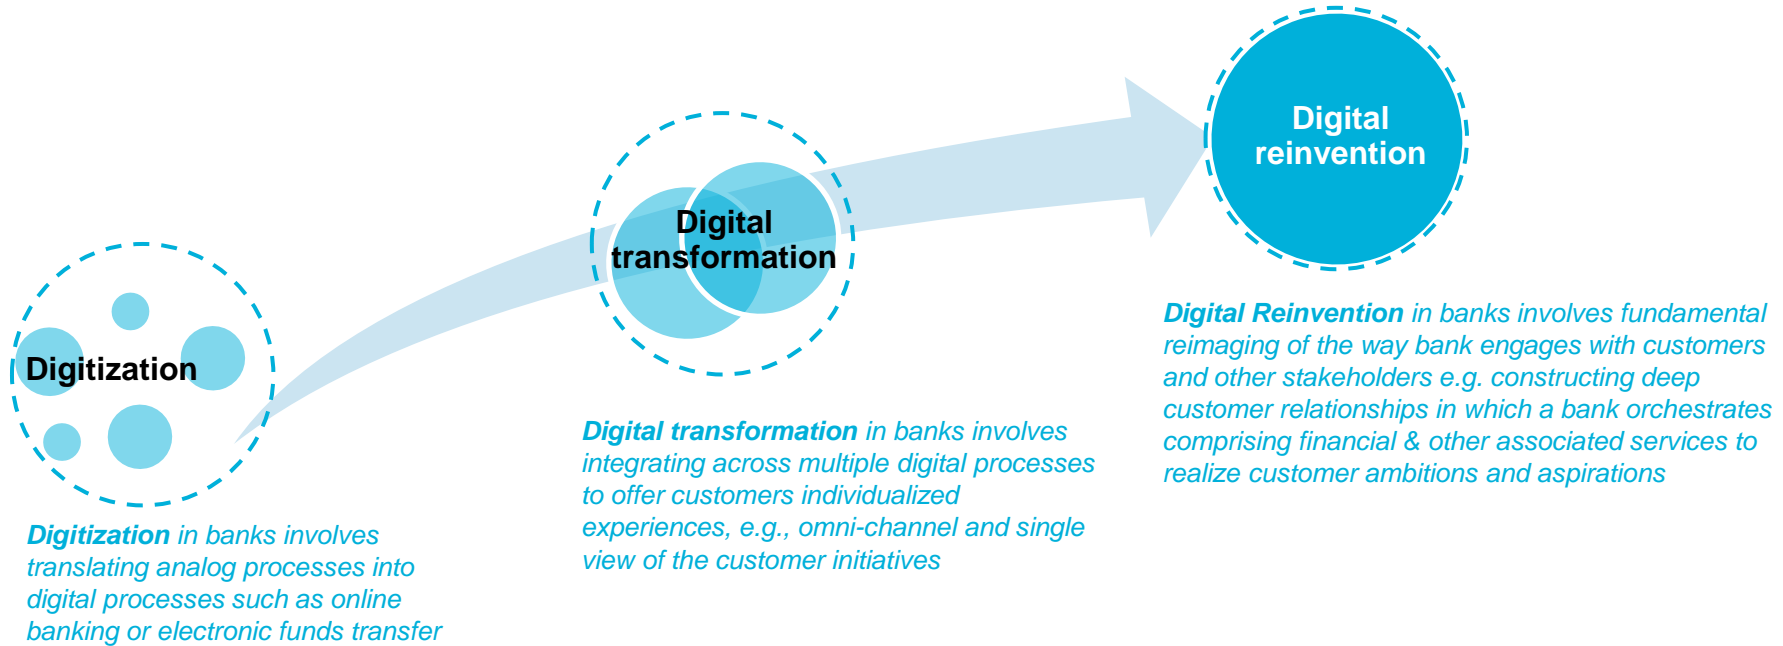 Digitization
Digitization in banks involves
translating analog processes into
digital processes such as online
banking or electronic funds transfer
Digital
transformation
Digital transformation in banks involves
integrating across multiple digital processes
to offer customers individualized
experiences, e.g., omni-channel and single
view of the customer initiatives
Digital
reinvention
Digital Reinvention in banks involves fundamental
reimaging of the way bank engages with customers
and other stakeholders e.g. constructing deep
customer relationships in which a bank orchestrates
comprising financial & other associated services to
realize customer ambitions and aspirations